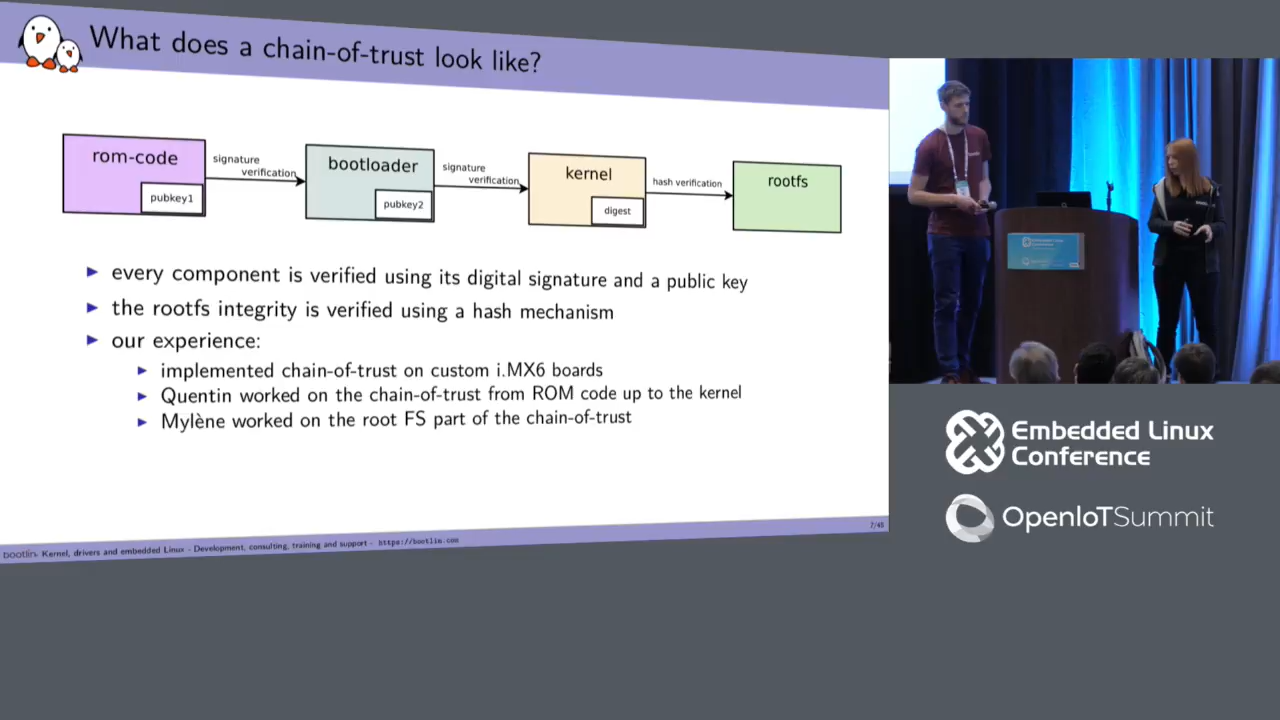 What does a chain-of-trust look like?
rom-code
pubkey1
signature
verification
bootloader
pubkey2
signature
verification
kernel
digest
hash verification
rootfs
every component is verified using its digital signature and a public key
the rootfs integrity is verified using a hash mechanism
our experience:
implemented chain-of-trust on custom i.MX6 boards
Quentin worked on the chain-of-trust from ROM code up to the kernel
Mylène worked on the root FS part of the chain-of-trust
bootlin- Kernel, drivers and embedded Linux - Development, consulting, training and support - https://bootlin.com
7/48
Embedded Linux
Conference
OpenIoTSummit